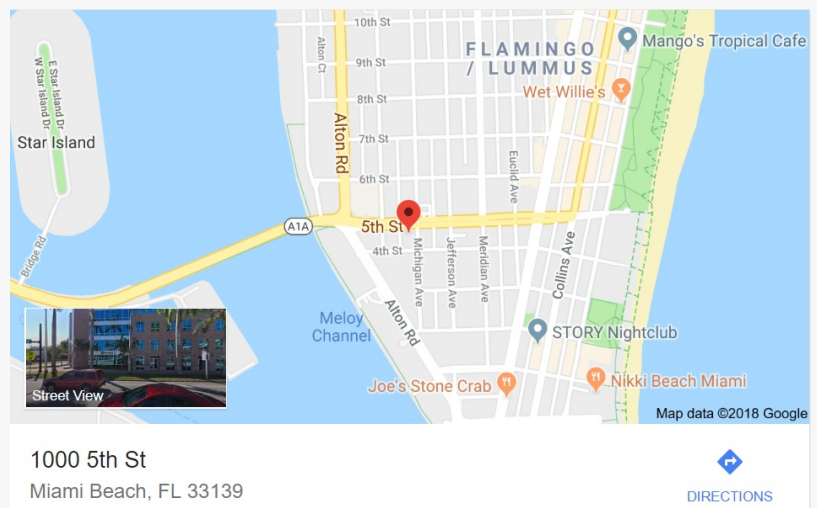 10th St
Alton Ct
FLAMINGO
/ LUMMUS
Mango's Tropical Cafe
E Star Island Dr
W Star Island Dr
9th St
Wet Willie's
8th St
Alton Rd
Star Island
7th St
Euclid Ave
6th St
A1A
5th St
4th St
Bridge Rd
Michigan Ave
Jefferson Ave
Meridian Ave
Collins Ave
Meloy
Channel
Alton Rd
STORY Nightclub
Joe's Stone Crab
Nikki Beach Miami
Street View
Map data ©2018 Google
1000 5th St
Miami Beach, FL 33139
DIRECTIONS